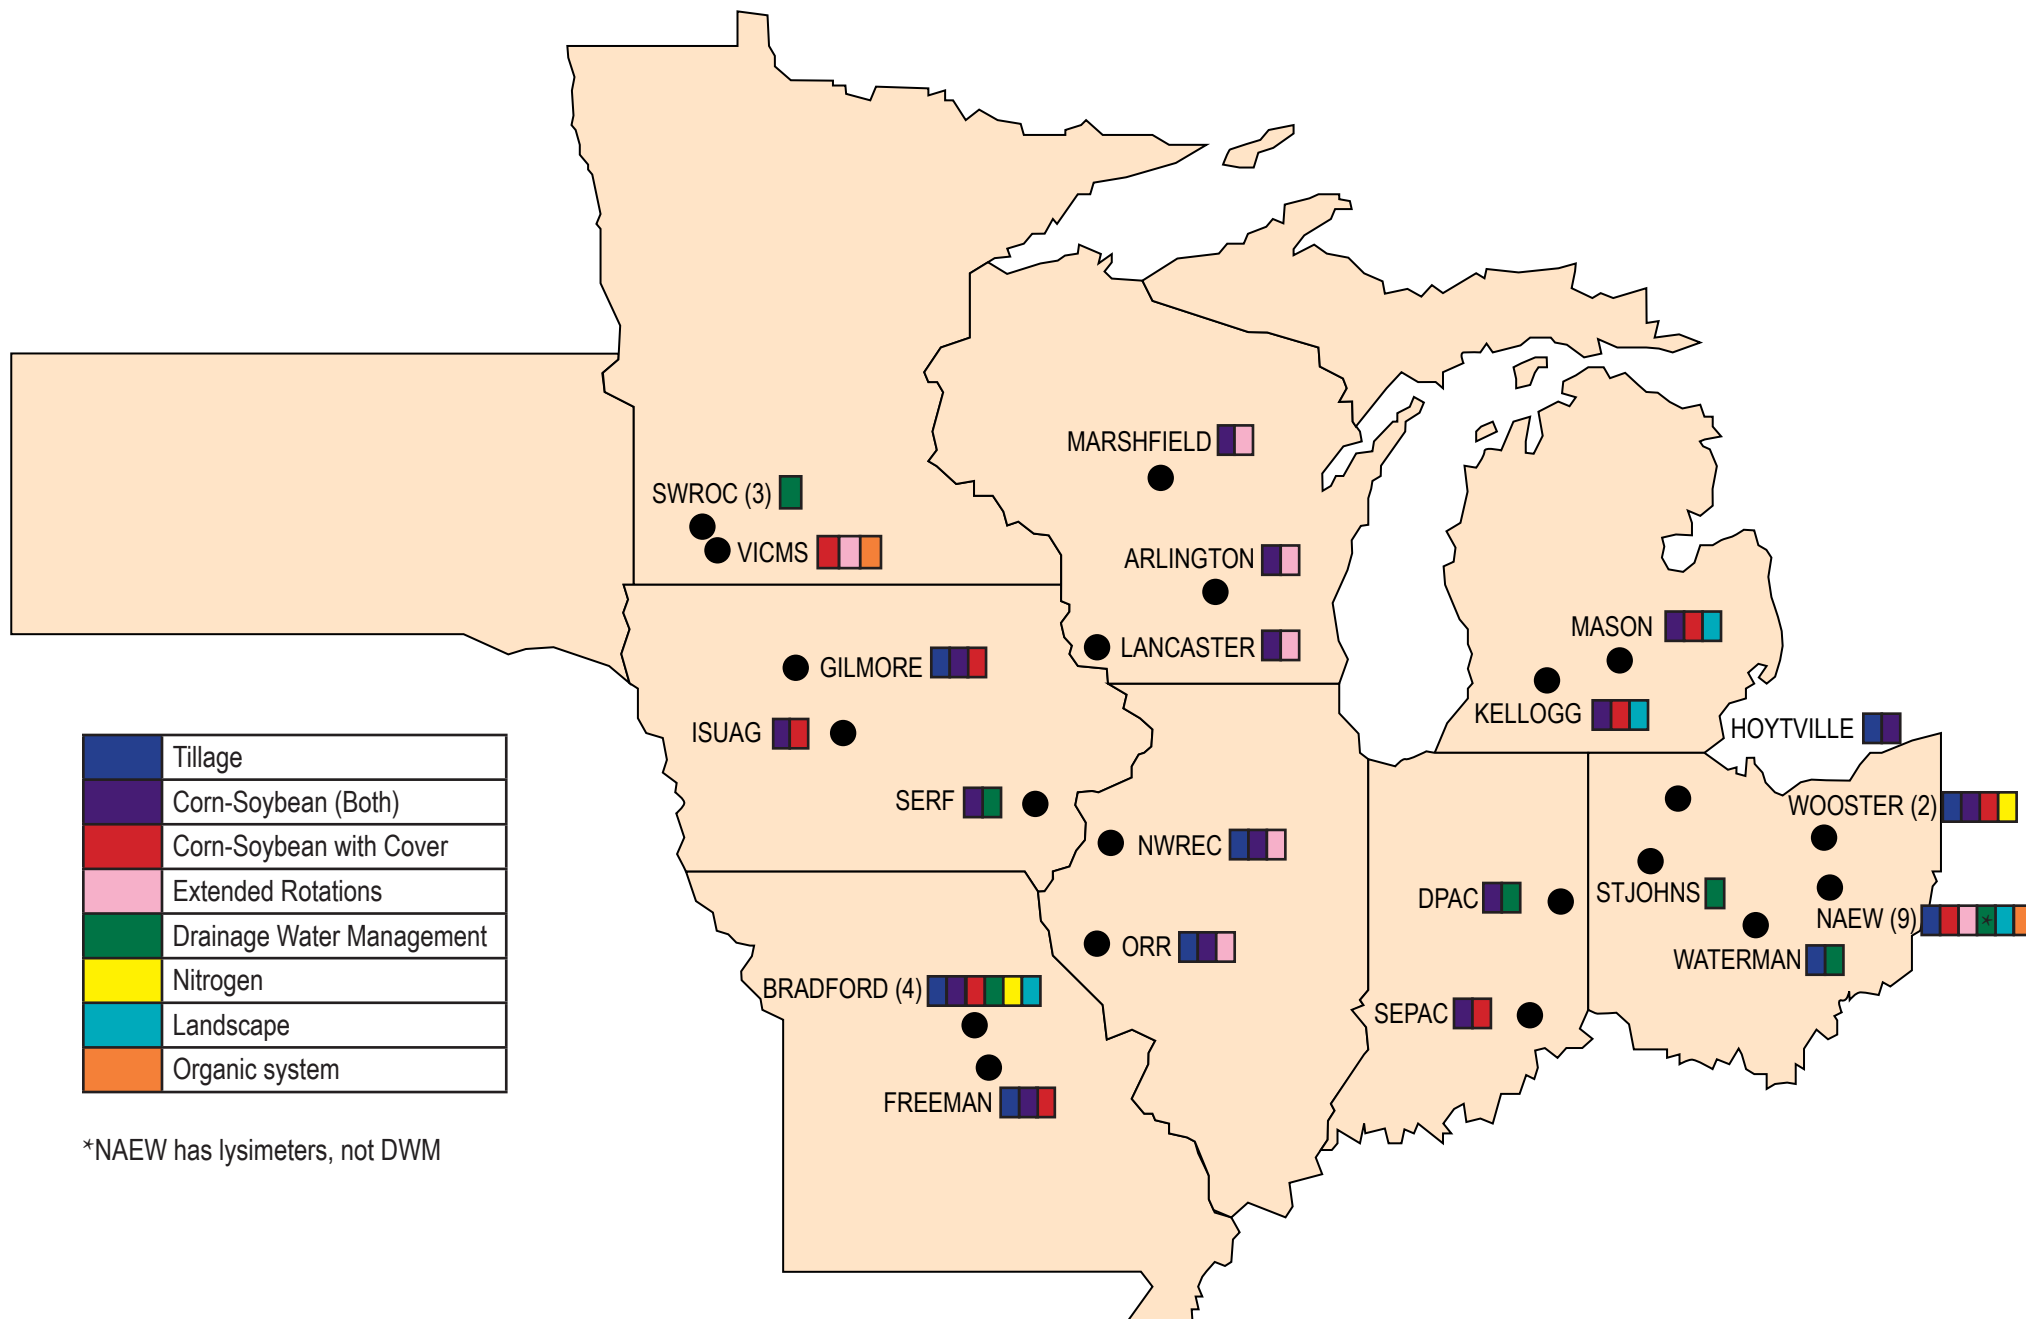 MARSHFIELD
SWROC (3)
VICMS
ARLINGTON
MASON
LANCASTER
GILMORE
KELLOGG
ISUAG
HOYTVILLE
SERF
WOOSTER (2)
NWREC
DPAC
STJOHNS
NAEW (9)
*
ORR
WATERMAN
BRADFORD (4)
SEPAC
FREEMAN
Tillage
Corn-Soybean (Both)
Corn-Soybean with Cover
Extended Rotations
Drainage Water Management
Nitrogen
Landscape
Organic system
*NAEW has lysimeters, not DWM